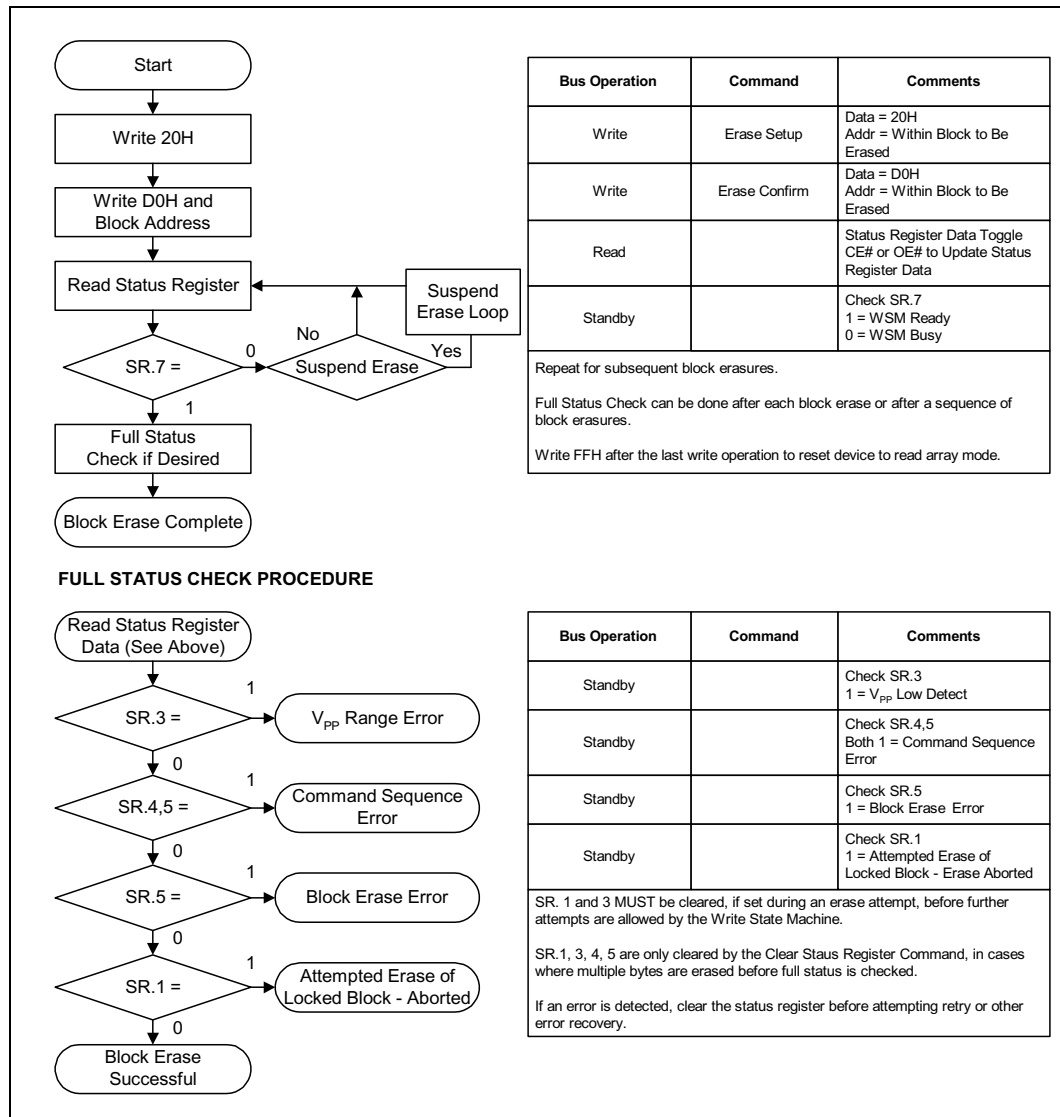 Start
Write 20H
Write D0H and
Block Address
Read Status Register
Suspend
Erase Loop
No
Yes
SR.7 =
0
Suspend Erase
1
Full Status
Check if Desired
Block Erase Complete
Bus Operation Command Comments
Write Erase Setup Data = 20H
Addr = Within Block to Be
Erased
Write Erase Confirm Data = D0H
Addr = Within Block to Be
Erased
Read Status Register Data Toggle
CE# or OE# to Update Status
Register Data
Standby Check SR.7
1 = WSM Ready
0 = WSM Busy
Repeat for subsequent block erasures.
Full Status Check can be done after each block erase or after a sequence of
block erasures.
Write FFH after the last write operation to reset device to read array mode.
FULL STATUS CHECK PROCEDURE
Read Status Register
Data (See Above)
SR.3 =
1
VPP Range Error
0
SR.4,5 =
1
Command Sequence
Error
0
SR.5 =
1
Block Erase Error
0
SR.1 =
1
Attempted Erase of
Locked Block - Aborted
0
Block Erase
Successful
Bus Operation Command Comments
Standby Check SR.3
1 = VPP Low Detect
Standby Check SR.4,5
Both 1 = Command Sequence
Error
Standby Check SR.5
1 = Block Erase Error
Standby Check SR.1
1 = Attempted Erase of
Locked Block - Erase Aborted
SR. 1 and 3 MUST be cleared, if set during an erase attempt, before further
attempts are allowed by the Write State Machine.
SR.1, 3, 4, 5 are only cleared by the Clear Staus Register Command, in cases
where multiple bytes are erased before full status is checked.
If an error is detected, clear the status register before attempting retry or other
error recovery.